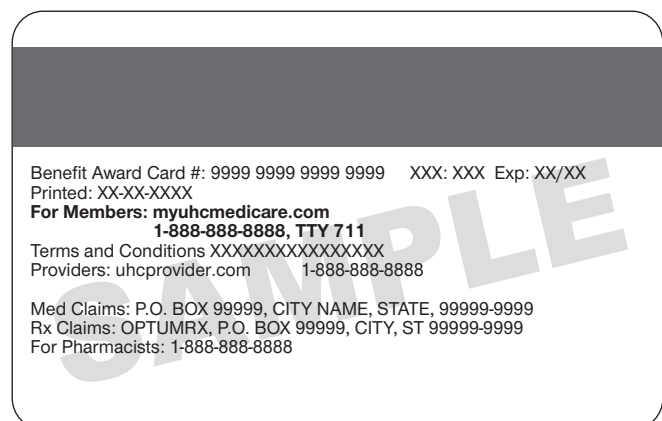 Benefit Award Card #: 9999 9999 9999 9999 XXX: XXX Exp: XX/XX
Printed: XX-XX-XXXX
For Members: myuhcmedicare.com
1-888-888-8888, TTY 711
Terms and Conditions XXXXXXXXXXXXXXXX
Providers: uhcprovider.com 1-888-888-8888
Med Claims: P.O. BOX 99999, CITY NAME, STATE, 99999-9999
Rx Claims: OPTUMRX, P.O. BOX 99999, CITY, ST 99999-9999
For Pharmacists: 1-888-888-8888
SAMPLE